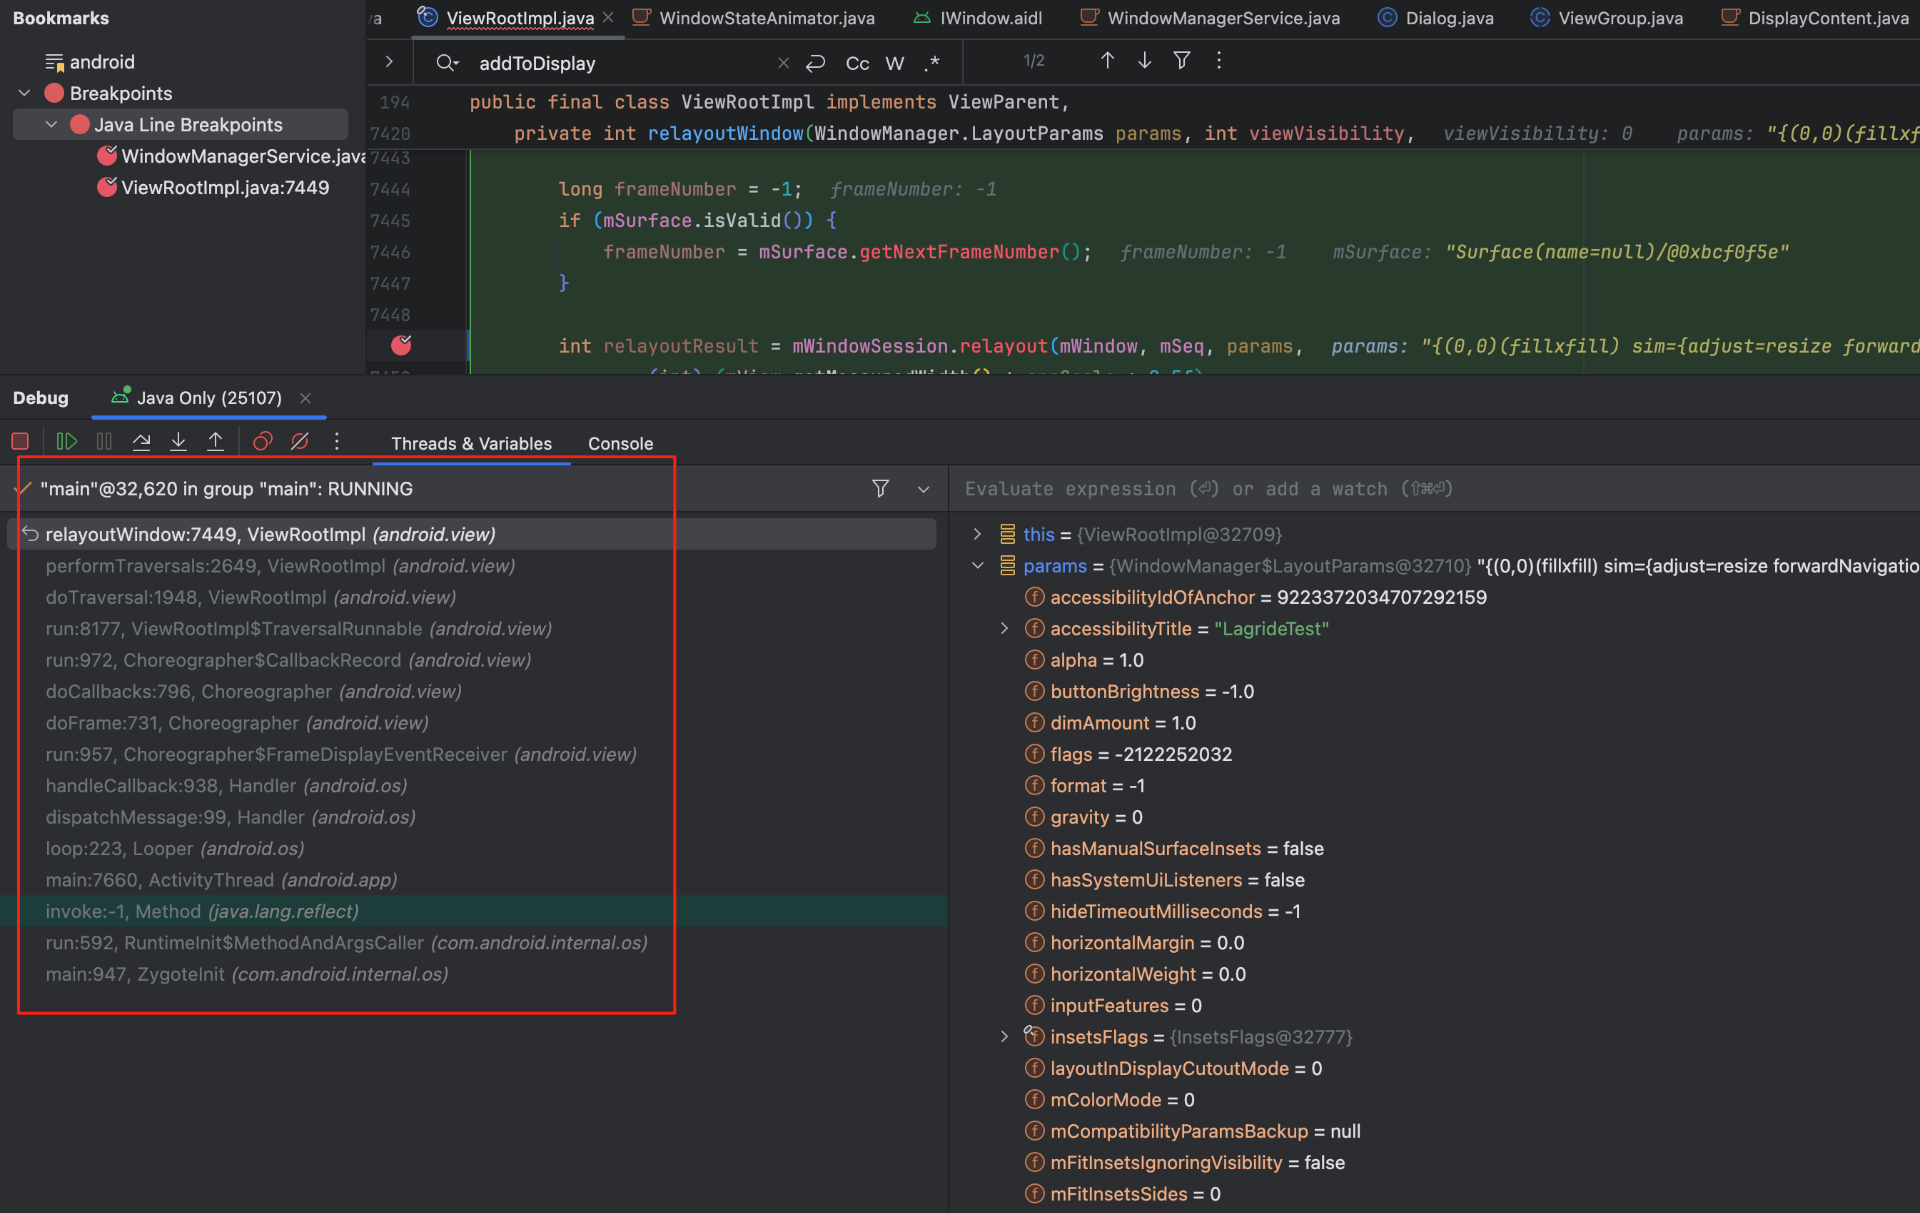 Bookmarks
android
Breakpoints
Java Line Breakpoints
WindowManagerService.java
ViewRootImpl.java:7449
va
ViewRootImpl.java
WindowStateAnimator.java
IWindow.aidl
WindowManagerService.java
Dialog.java
ViewGroup.java
DisplayContent.java
addToDisplay
Cc W .*
1/2
194 public final class ViewRootImpl implements ViewParent,
7420 private int relayoutWindow(WindowManager.LayoutParams params, int viewVisibility, viewVisibility: 0 params: "{(0,0)(fillxf
7443
7444 long frameNumber = -1; frameNumber: -1
7445 if (mSurface.isValid()) {
7446 frameNumber = mSurface.getNextFrameNumber(); frameNumber: -1 mSurface: "Surface(name=null)/@0xbcf0f5e"
7447 }
7448
int relayoutResult = mWindowSession.relayout(mWindow, mSeq, params, params: "{(0,0)(fillxfill) sim={adjust=resize forward
Debug
Java Only (25107)
Threads & Variables
Console
"main"@32,620 in group "main": RUNNING
relayoutWindow:7449, ViewRootImpl (android.view)
performTraversals:2649, ViewRootImpl (android.view)
doTraversal:1948, ViewRootImpl (android.view)
run:8177, ViewRootImpl$TraversalRunnable (android.view)
run:972, Choreographer$CallbackRecord (android.view)
doCallbacks:796, Choreographer (android.view)
doFrame:731, Choreographer (android.view)
run:957, Choreographer$FrameDisplayEventReceiver (android.view)
handleCallback:938, Handler (android.os)
dispatchMessage:99, Handler (android.os)
loop:223, Looper (android.os)
main:7660, ActivityThread (android.app)
invoke:-1, Method (java.lang.reflect)
run:592, RuntimeInit$MethodAndArgsCaller (com.android.internal.os)
main:947, ZygoteInit (com.android.internal.os)
Evaluate expression (⏎) or add a watch (⇧⌘⏎)
this = {ViewRootImpl@32709}
params = {WindowManager$LayoutParams@32710} "{(0,0)(fillxfill) sim={adjust=resize forwardNavigatio
accessibilityIdOfAnchor = 9223372034707292159
accessibilityTitle = "LagrideTest"
alpha = 1.0
buttonBrightness = -1.0
dimAmount = 1.0
flags = -2122252032
format = -1
gravity = 0
hasManualSurfaceInsets = false
hasSystemUiListeners = false
hideTimeoutMilliseconds = -1
horizontalMargin = 0.0
horizontalWeight = 0.0
inputFeatures = 0
insetsFlags = {InsetsFlags@32777}
layoutInDisplayCutoutMode = 0
mColorMode = 0
mCompatibilityParamsBackup = null
mFitInsetsIgnoringVisibility = false
mFitInsetsSides = 0